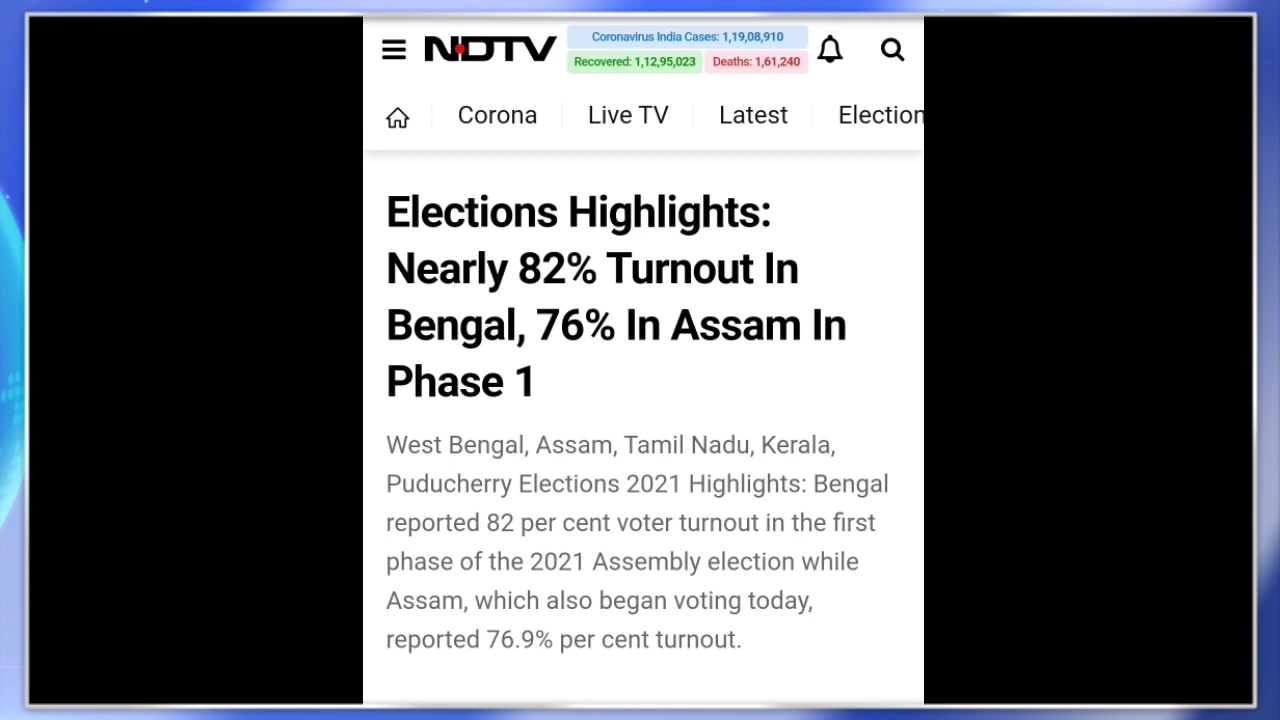 NDTV
Coronavirus India Cases: 1,19,08,910
Recovered: 1,12,95,023 Deaths: 1,61,240
Corona Live TV Latest Election
Elections Highlights:
Nearly 82% Turnout In
Bengal, 76% In Assam In
Phase 1
West Bengal, Assam, Tamil Nadu, Kerala,
Puducherry Elections 2021 Highlights: Bengal
reported 82 per cent voter turnout in the first
phase of the 2021 Assembly election while
Assam, which also began voting today,
reported 76.9% per cent turnout.